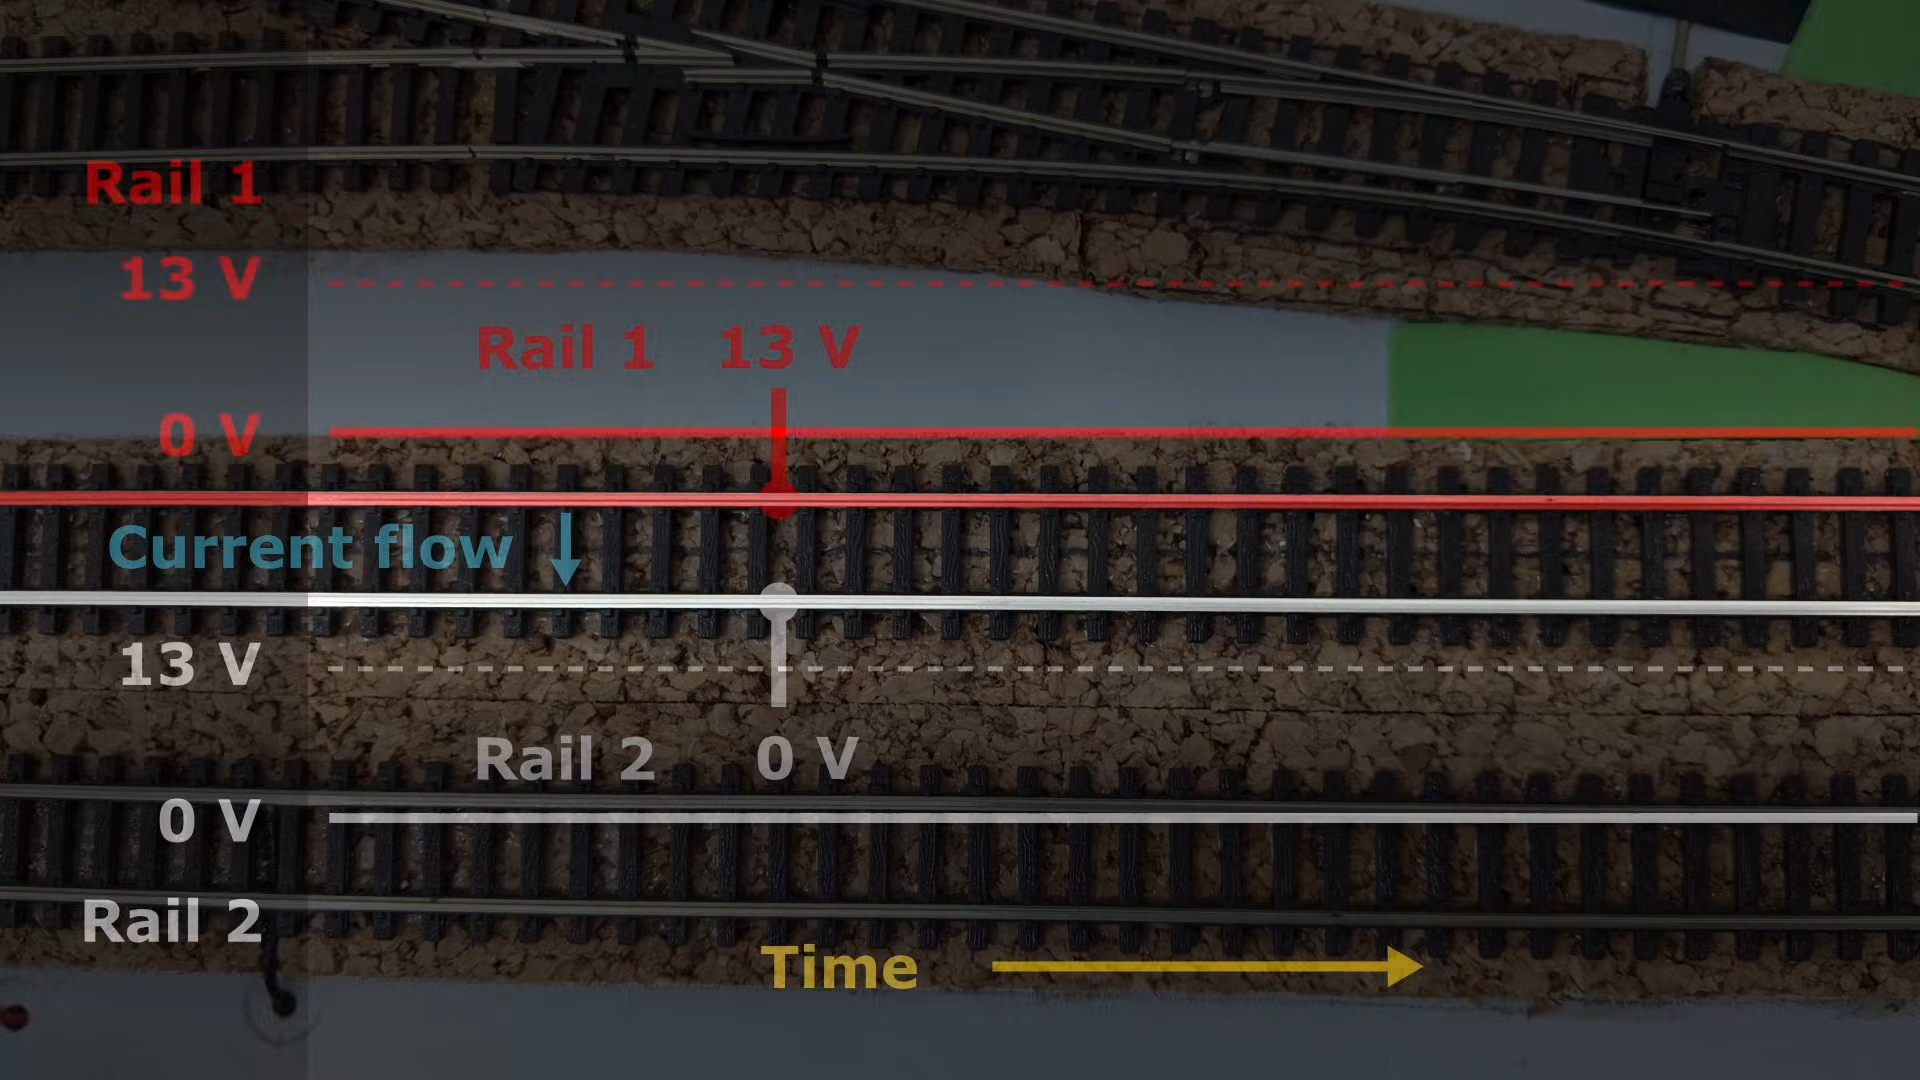 Rail 1
13 V
Rail 1 13 V
0 V
Current flow
13 V
Rail 2 0 V
0 V
Rail 2
Time